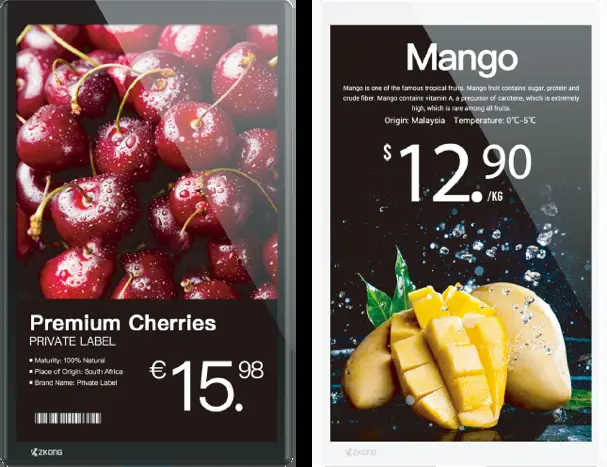 Premium Cherries
PRIVATE LABEL
Maturity: 100% Natural
Place of Origin: South Africa
Brand Name: Private Label
€15.98
ZKONG
Mango
Mango is one of the famous tropical fruits. Mango fruit contains sugar, protein and
crude fiber. Mango contains vitamin A, a precursor of carotene, which is extremely
high, which is rare among all fruits.
Origin: Malaysia Temperature: 0℃-5℃
$12.90/KG
ZKONG